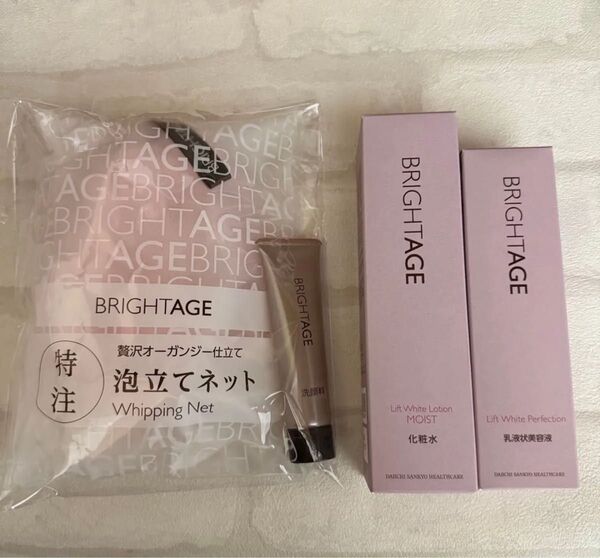 BRIGHTAGEBRIGHTAGE
BRIGHTAGE
特注
贅沢オーガンジー仕立て
泡立てネット
Whipping Net
BRIGHTAGE
洗顔料
BRIGHTAGE
Lift White Lotion
MOIST
化粧水
DAIICHI SANKYO HEALTHCARE
BRIGHTAGE
Lift White Perfection
乳液状美容液
DAIICHI SANKYO HEALTHCARE